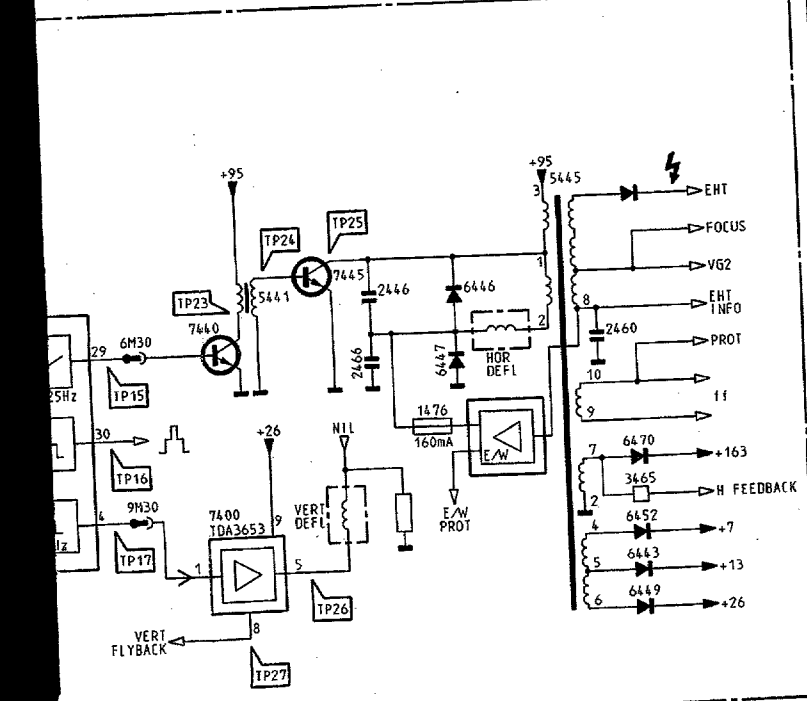 +95
3
5445
EHT
FOCUS
VG2
8
EHT
INFO
2460
PROT
10
ff
9
7
6470
+163
3465
H FEEDBACK
2
6452
4
+7
6443
5
+13
6449
6
+26
+95
TP25
TP24
7445
1
TP23
5441
2446
6446
7440
2
HOR
DEFL
29
6M30
2466
6447
25Hz
TP15
1476
160mA
E/W
E/W
PROT
+26
NIL
30
TP16
9M30
7400
TDA3653
VERT
DEFL
4
9
Hz
TP17
1
5
TP26
VERT
FLYBACK
8
TP27